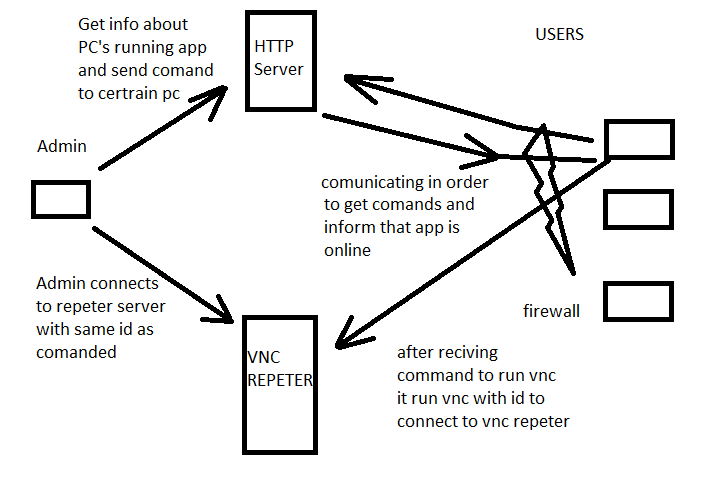 Get info about
PC's running app
and send comand
to certrain pc
HTTP
Server
USERS
Admin
comunicating in order
to get comands and
inform that app is
online
Admin connects
to repeter server
with same id as
comanded
firewall
VNC
REPETER
after reciving
command to run vnc
it run vnc with id to
connect to vnc repeter